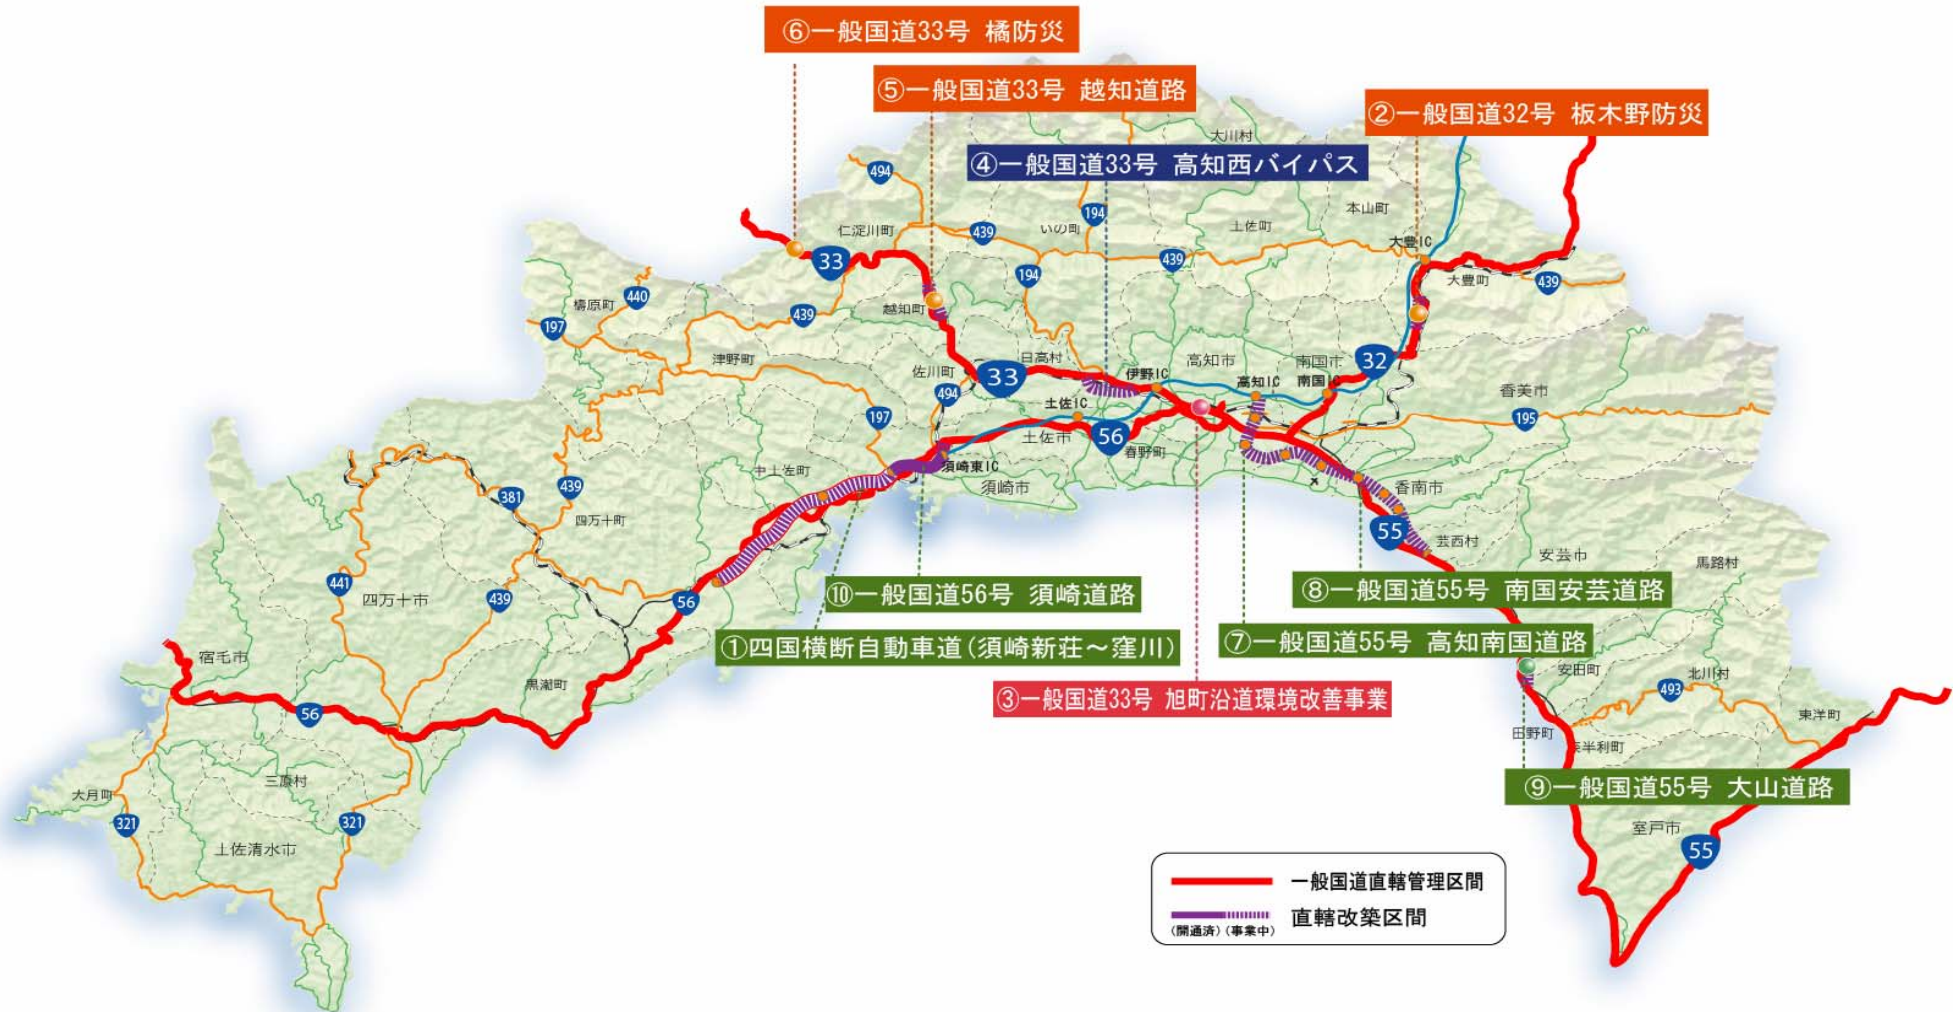 ⑥一般国道33号 橘防災
⑤一般国道33号 越知道路
②一般国道32号 板木野防災
大川村
④一般国道33号 高知西バイパス
494
194
本山町
仁淀川町
439
いの町
土佐町
大豊IC
33
194
439
大豊町
439
檮原町
440
越知町
439
197
津野町
日高村
高知市
南国市
32
佐川町
33
伊野IC
高知IC
南国IC
香美市
494
土佐IC
197
195
土佐市
56
春野町
中土佐町
須崎東IC
須崎市
香南市
381
439
四万十町
55
芸西村
安芸市
馬路村
441
四万十市
439
56
⑩一般国道56号 須崎道路
⑧一般国道55号 南国安芸道路
①四国横断自動車道(須崎新荘～窪川)
⑦一般国道55号 高知南国道路
宿毛市
安田町
北川村
黒潮町
③一般国道33号 旭町沿道環境改善事業
493
56
東洋町
田野町
奈半利町
三原村
大月町
⑨一般国道55号 大山道路
321
321
土佐清水市
室戸市
55
一般国道直轄管理区間
直轄改築区間
(開通済)(事業中)